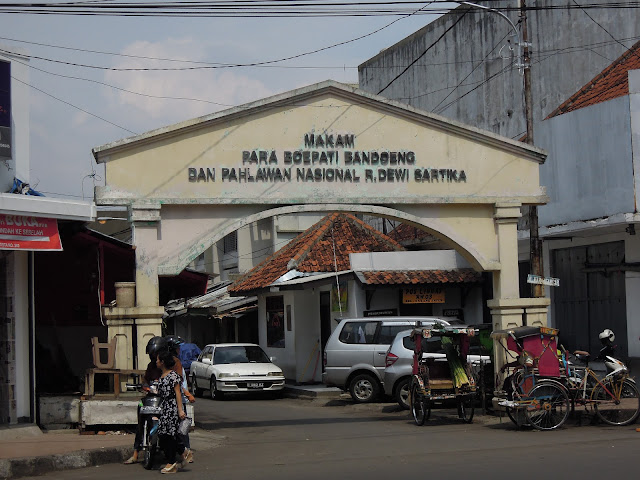 MAKAM
PARA BOEPATI BANDOENG
DAN PAHLAWAN NASIONAL R.DEWI SARTIKA